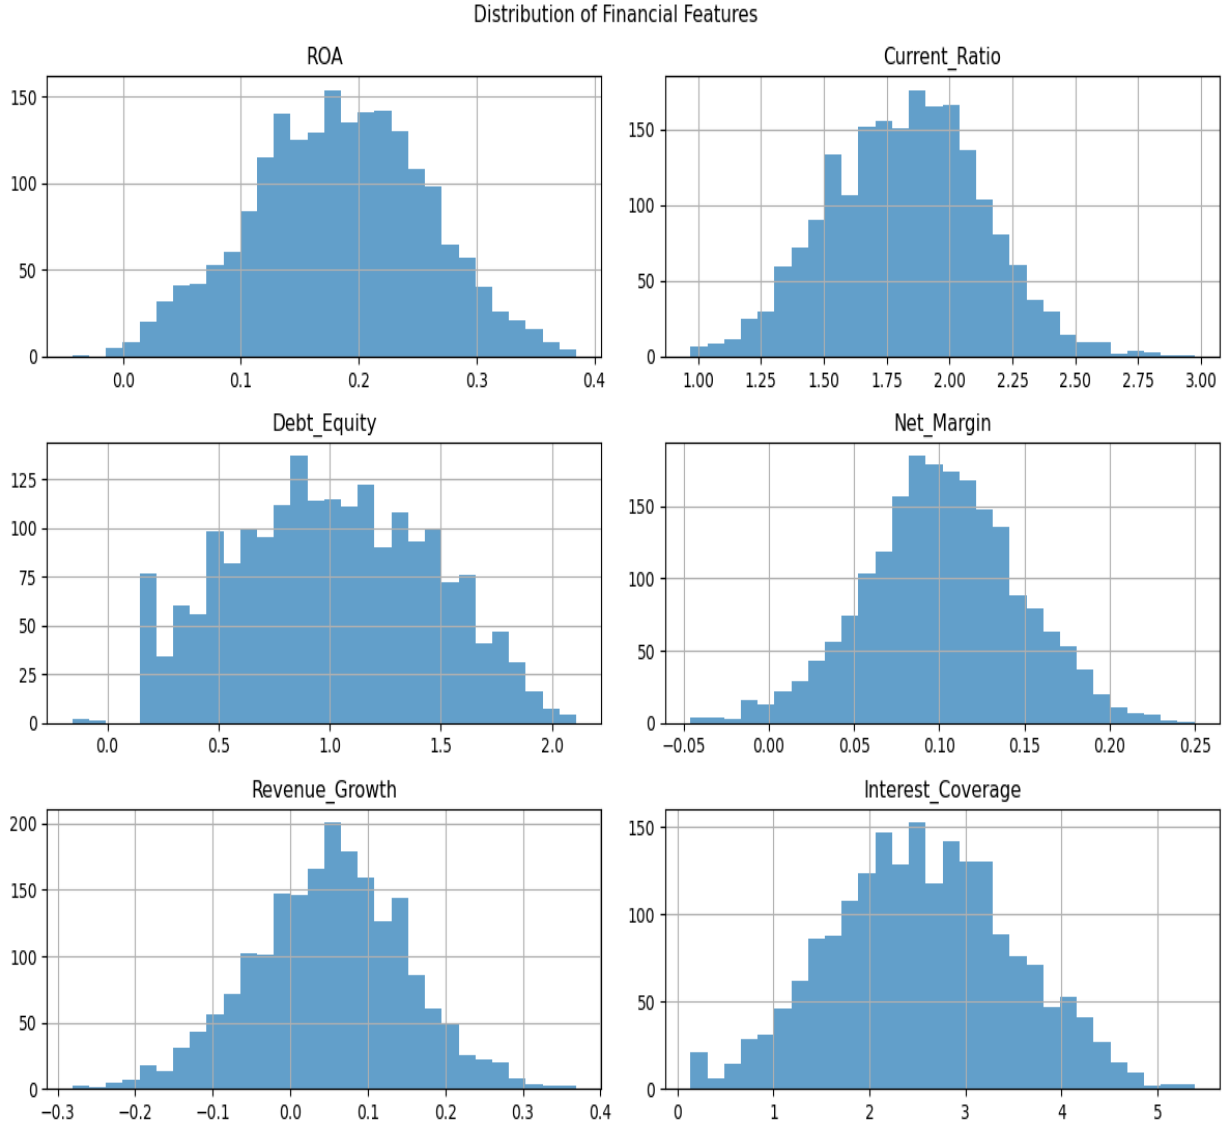 Distribution of Financial Features
ROA
150
100
50
0
0.0 0.1 0.2 0.3 0.4
Current_Ratio
150
100
50
0
1.00 1.25 1.50 1.75 2.00 2.25 2.50 2.75 3.00
Debt_Equity
125
100
75
50
25
0
0.0 0.5 1.0 1.5 2.0
Net_Margin
150
100
50
0
−0.05 0.00 0.05 0.10 0.15 0.20 0.25
Revenue_Growth
200
150
100
50
0
−0.3 −0.2 −0.1 0.0 0.1 0.2 0.3 0.4
Interest_Coverage
150
100
50
0
0 1 2 3 4 5